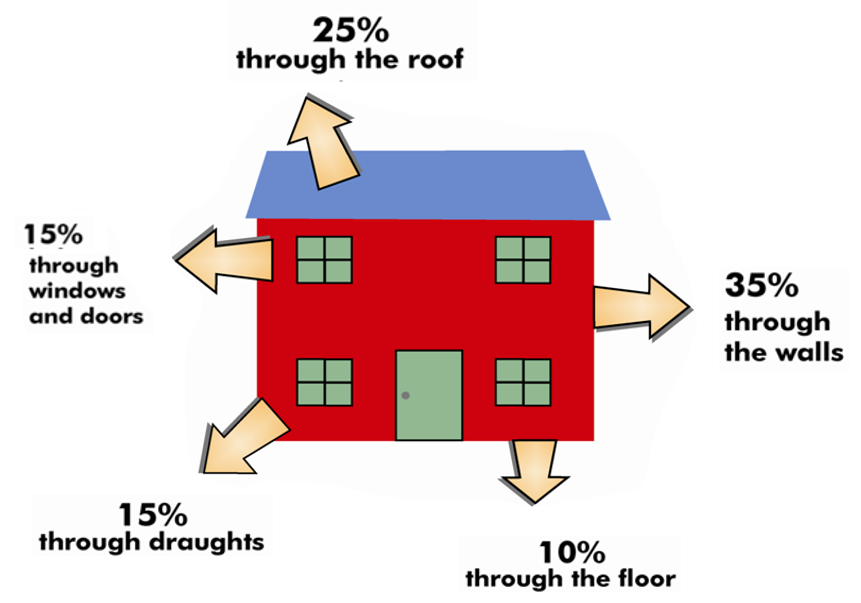 25%
through the roof
15%
through
windows
and doors
35%
through
the walls
15%
through draughts
10%
through the floor